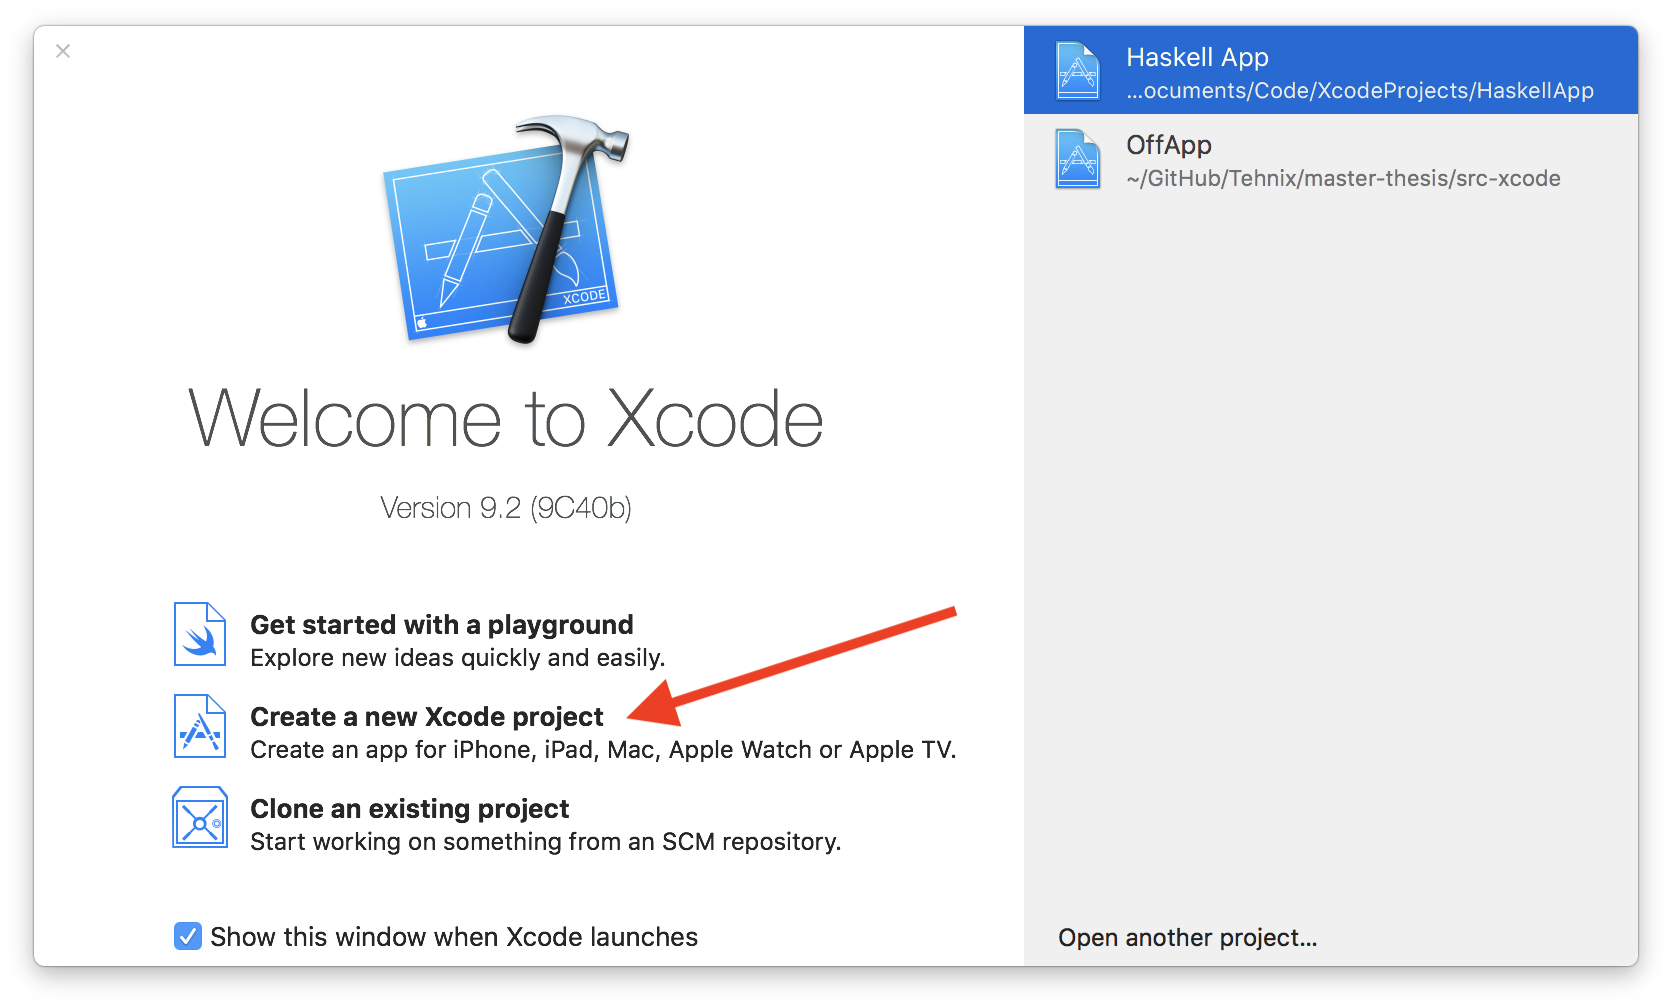 XCODE
Welcome to Xcode
Version 9.2 (9C40b)
Get started with a playground
Explore new ideas quickly and easily.
Create a new Xcode project
Create an app for iPhone, iPad, Mac, Apple Watch or Apple TV.
Clone an existing project
Start working on something from an SCM repository.
Show this window when Xcode launches
Haskell App
...ocuments/Code/XcodeProjects/HaskellApp
OffApp
~/GitHub/Tehnix/master-thesis/src-xcode
Open another project...